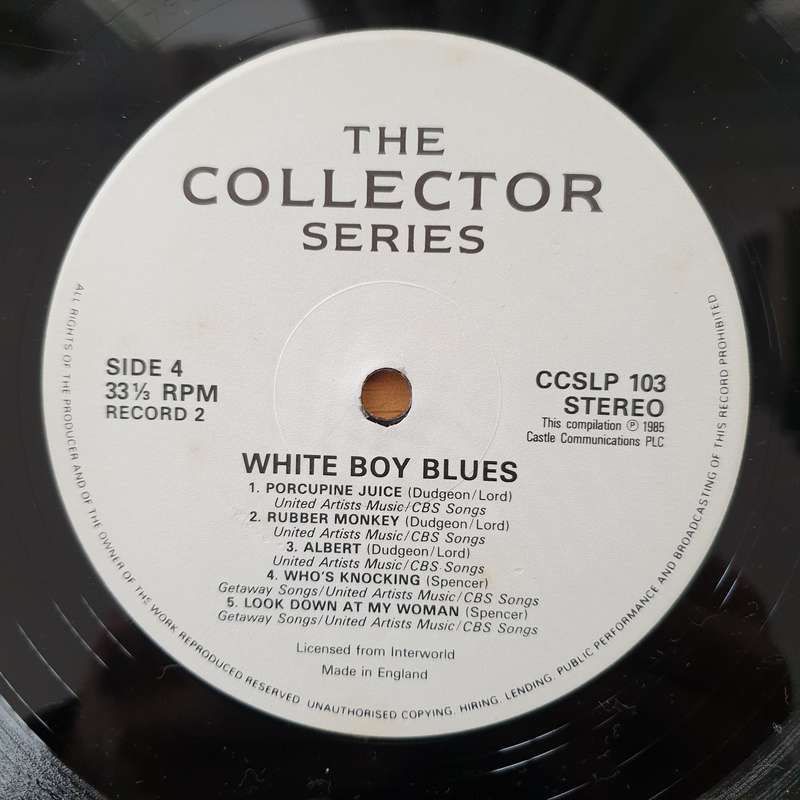 THE
COLLECTOR
SERIES
SIDE 4
33⅓ RPM
RECORD 2
CCSLP 103
STEREO
This compilation ℗ 1985
Castle Communications PLC
WHITE BOY BLUES
1. PORCUPINE JUICE (Dudgeon/Lord)
United Artists Music/CBS Songs
2. RUBBER MONKEY (Dudgeon/Lord)
United Artists Music/CBS Songs
3. ALBERT (Dudgeon/Lord)
United Artists Music/CBS Songs
4. WHO'S KNOCKING (Spencer)
Getaway Songs/United Artists Music/CBS Songs
5. LOOK DOWN AT MY WOMAN (Spencer)
Getaway Songs/United Artists Music/CBS Songs
Licensed from Interworld
Made in England
ALL RIGHTS OF THE PRODUCER AND OF THE OWNER OF THE WORK REPRODUCED RESERVED. UNAUTHORISED COPYING, HIRING, LENDING, PUBLIC PERFORMANCE AND BROADCASTING OF THIS RECORD PROHIBITED